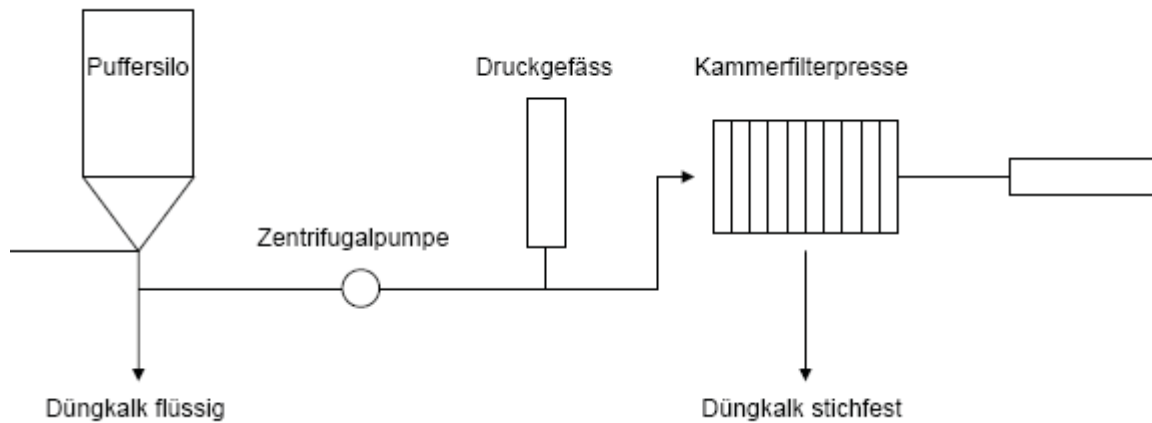 Puffersilo
Druckgefäss
Kammerfilterpresse
Zentrifugalpumpe
Düngkalk flüssig
Düngkalk stichfest